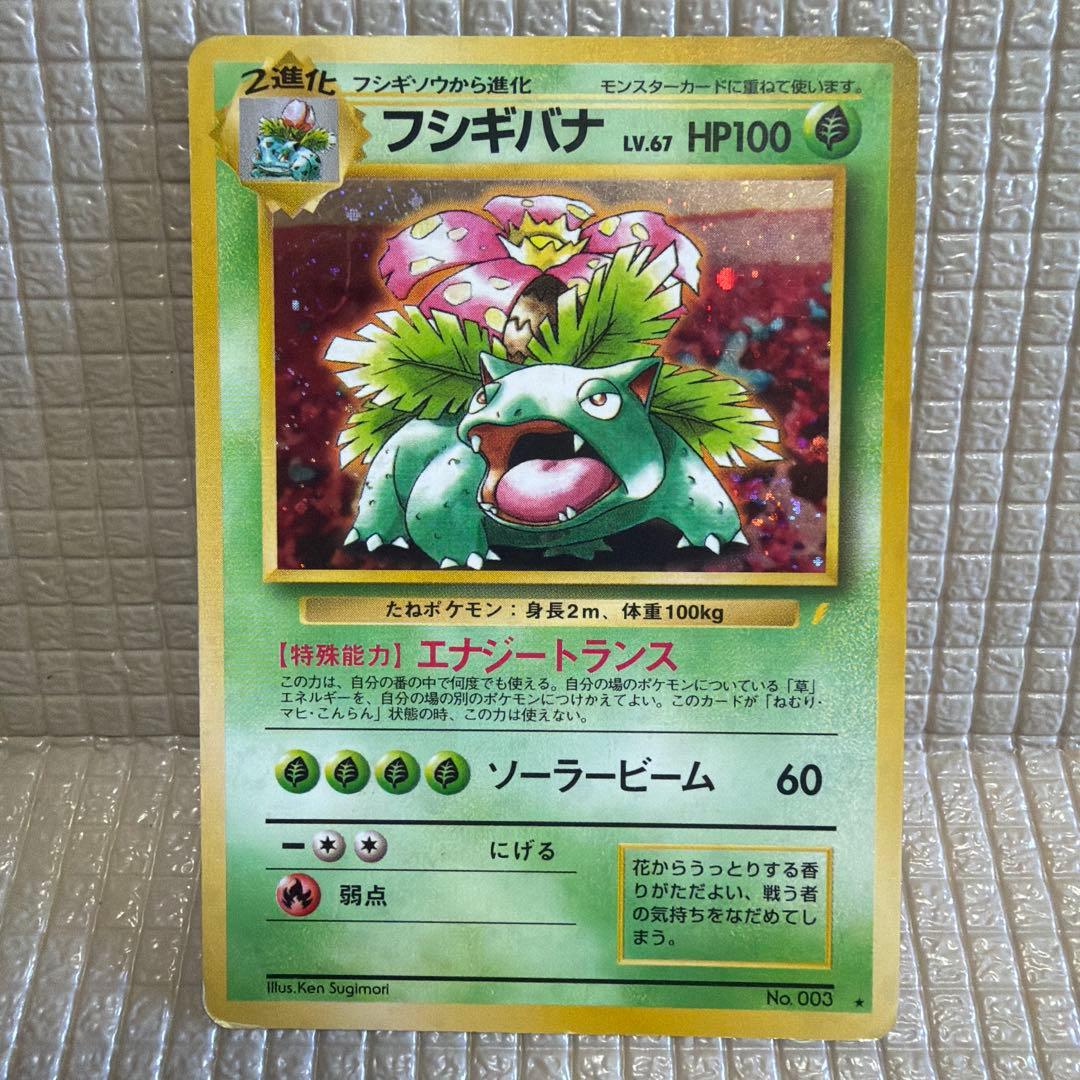 2進化 フシギソウから進化 モンスターカードに重ねて使います。
フシギバナ LV.67 HP100
たねポケモン：身長2m、体重100kg
【特殊能力】エナジートランス
この力は、自分の番の中で何度でも使える。自分の場のポケモンについている「草」
エネルギーを、自分の場の別のポケモンにつけかえてよい。このカードが「ねむり・
マヒ・こんらん」状態の時、この力は使えない。
ソーラービーム 60
にげる
弱点
花からうっとりする香
りがただよい、戦う者
の気持ちをなだめてし
まう。
Illus.Ken Sugimori
No. 003 ★